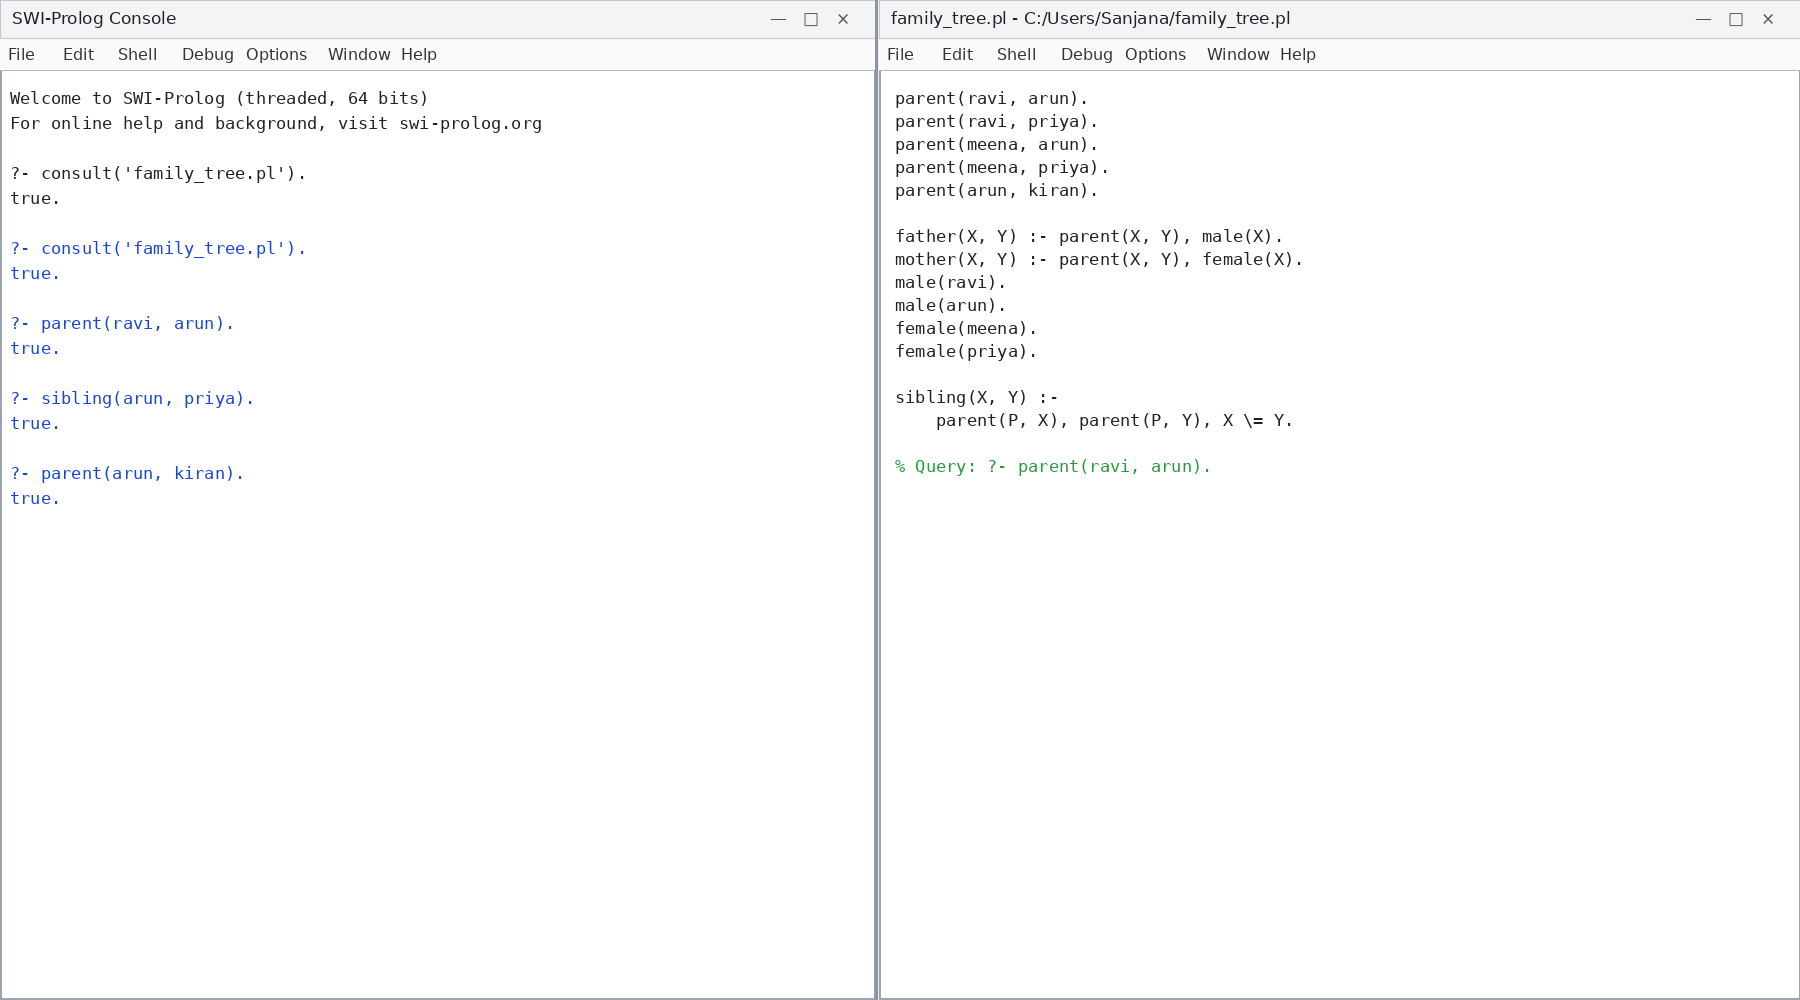 SWI-Prolog Console
File Edit Shell Debug Options Window Help
Welcome to SWI-Prolog (threaded, 64 bits)
For online help and background, visit swi-prolog.org
?- consult('family_tree.pl').
true.
?- consult('family_tree.pl').
true.
?- parent(ravi, arun).
true.
?- sibling(arun, priya).
true.
?- parent(arun, kiran).
true.
family_tree.pl - C:/Users/Sanjana/family_tree.pl
File Edit Shell Debug Options Window Help
parent(ravi, arun).
parent(ravi, priya).
parent(meena, arun).
parent(meena, priya).
parent(arun, kiran).
father(X, Y) :- parent(X, Y), male(X).
mother(X, Y) :- parent(X, Y), female(X).
male(ravi).
male(arun).
female(meena).
female(priya).
sibling(X, Y) :-
    parent(P, X), parent(P, Y), X \= Y.
% Query: ?- parent(ravi, arun).